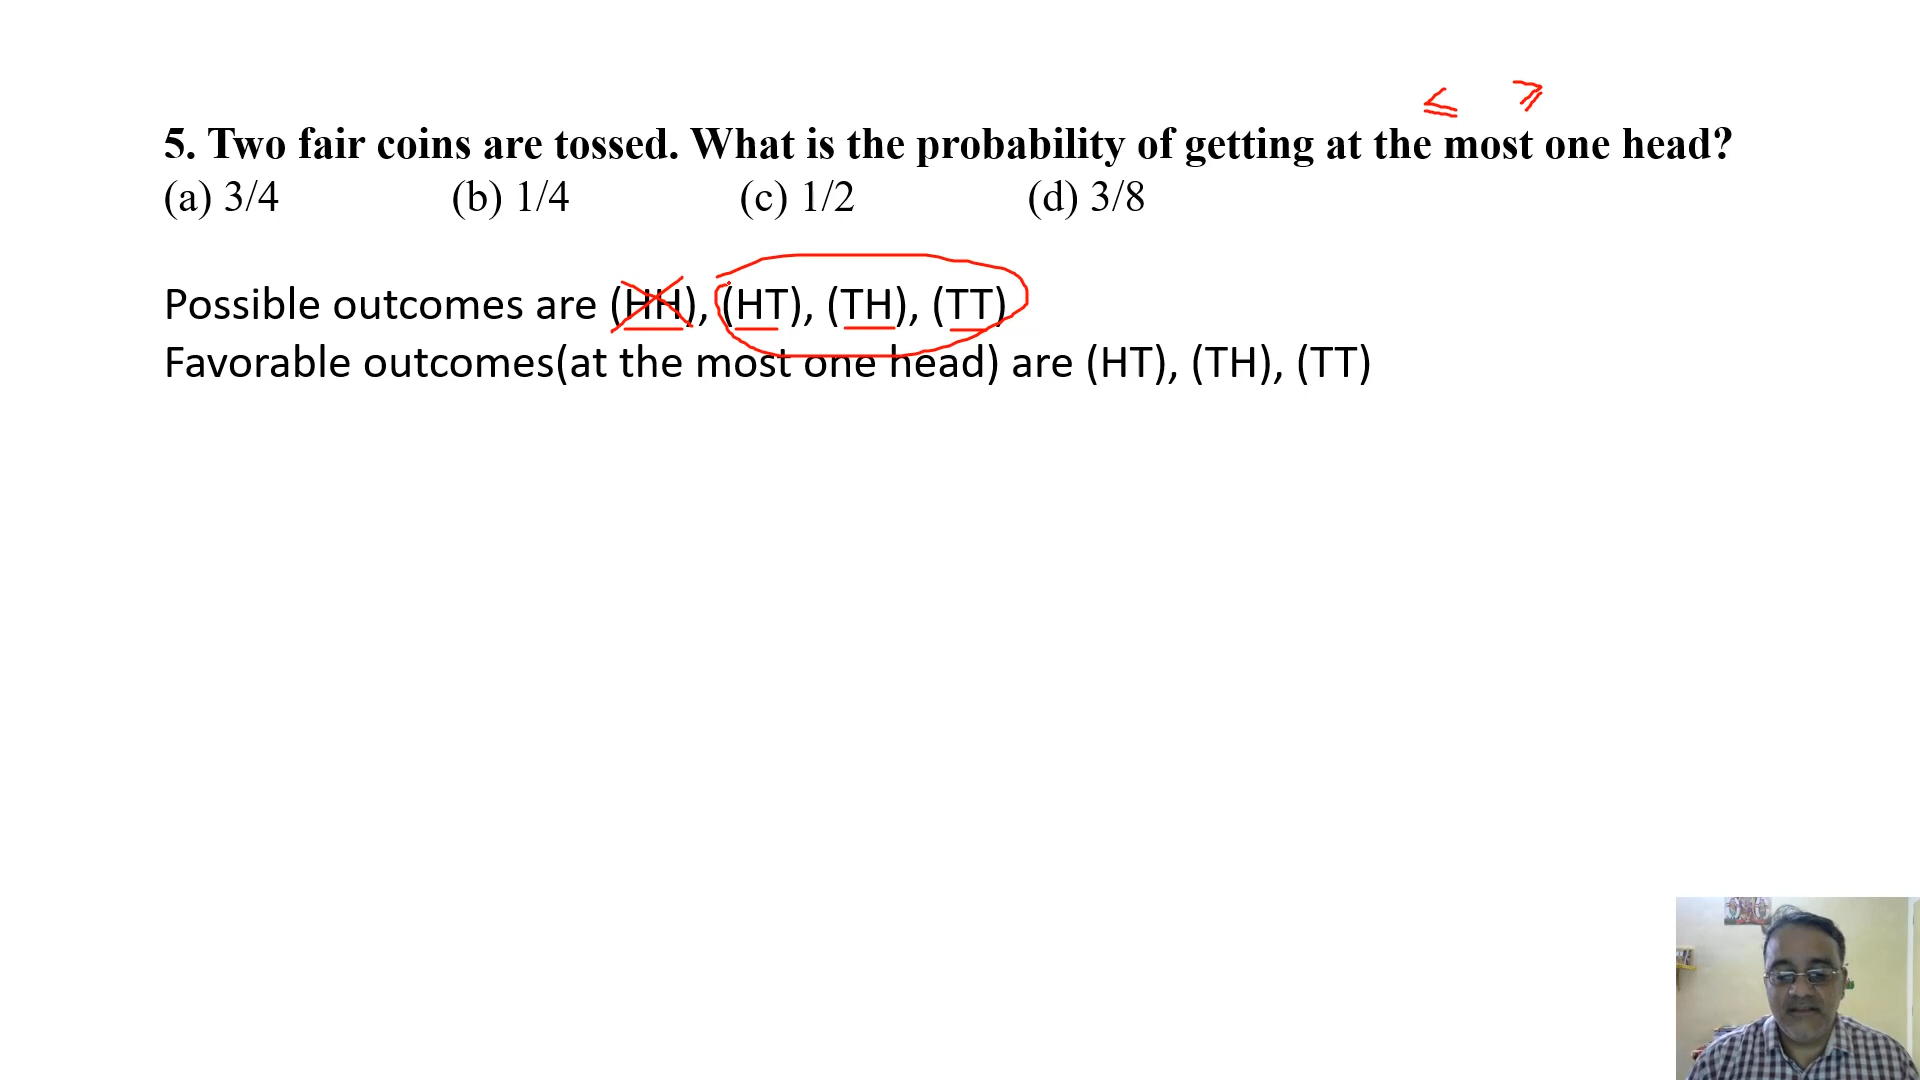 ≤ ≥
5. Two fair coins are tossed. What is the probability of getting at the most one head?
(a) 3/4 (b) 1/4 (c) 1/2 (d) 3/8
Possible outcomes are (HH), (HT), (TH), (TT)
Favorable outcomes(at the most one head) are (HT), (TH), (TT)